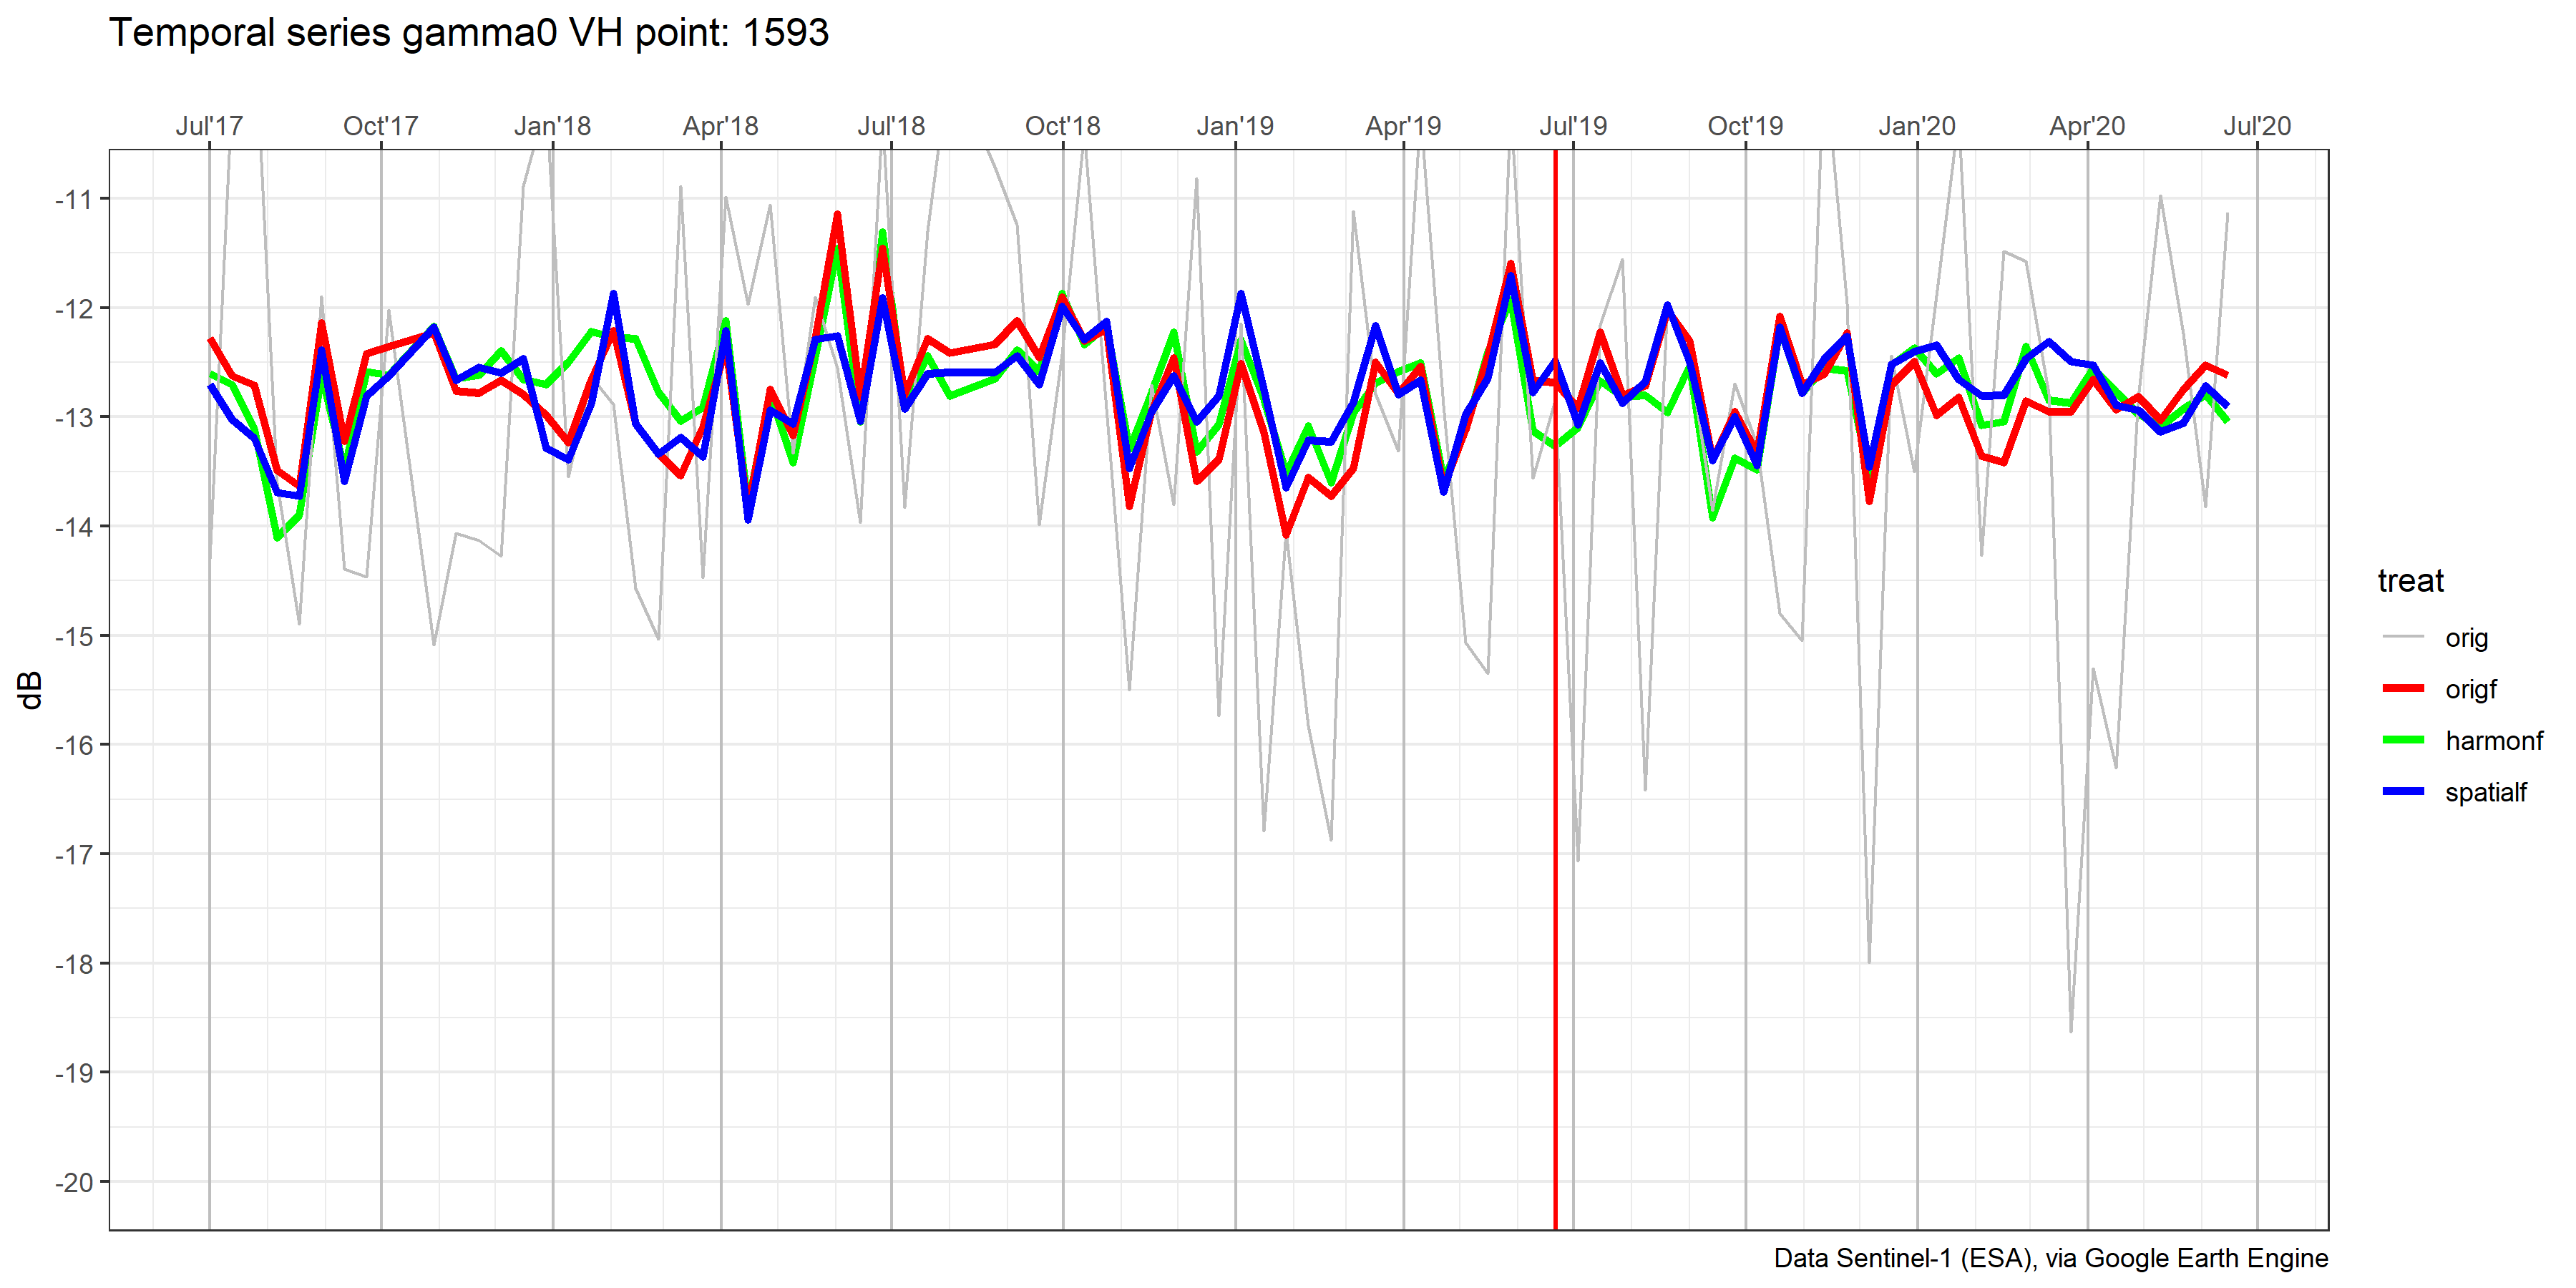 Temporal series gamma0 VH point: 1593
Jul'17 Oct'17 Jan'18 Apr'18 Jul'18 Oct'18 Jan'19 Apr'19 Jul'19 Oct'19 Jan'20 Apr'20 Jul'20
-11
-12
-13
-14
-15
-16
-17
-18
-19
-20
dB
treat
orig
origf
harmonf
spatialf
Data Sentinel-1 (ESA), via Google Earth Engine